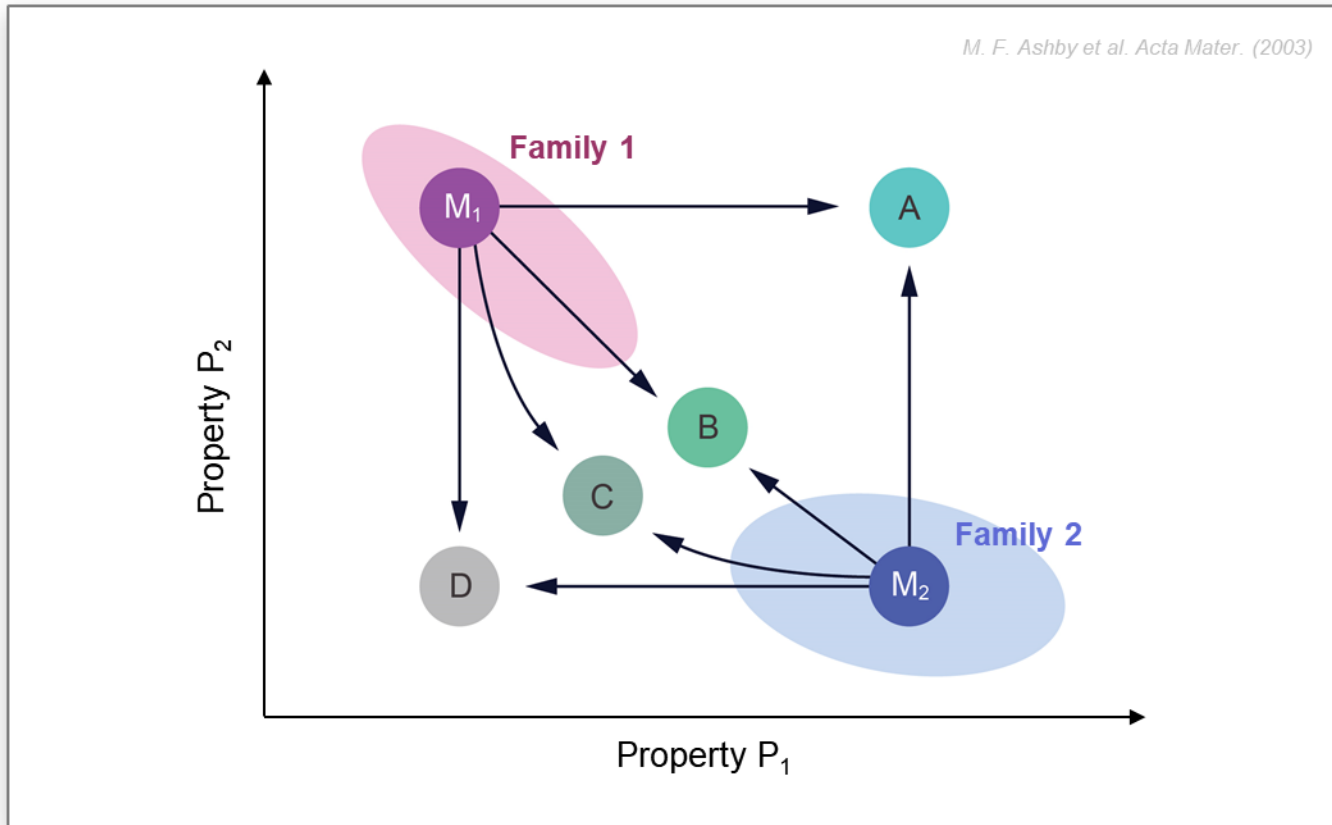 M. F. Ashby et al. Acta Mater. (2003)
Family 1
M₁
A
Property P₂
B
C
Family 2
D
M₂
Property P₁